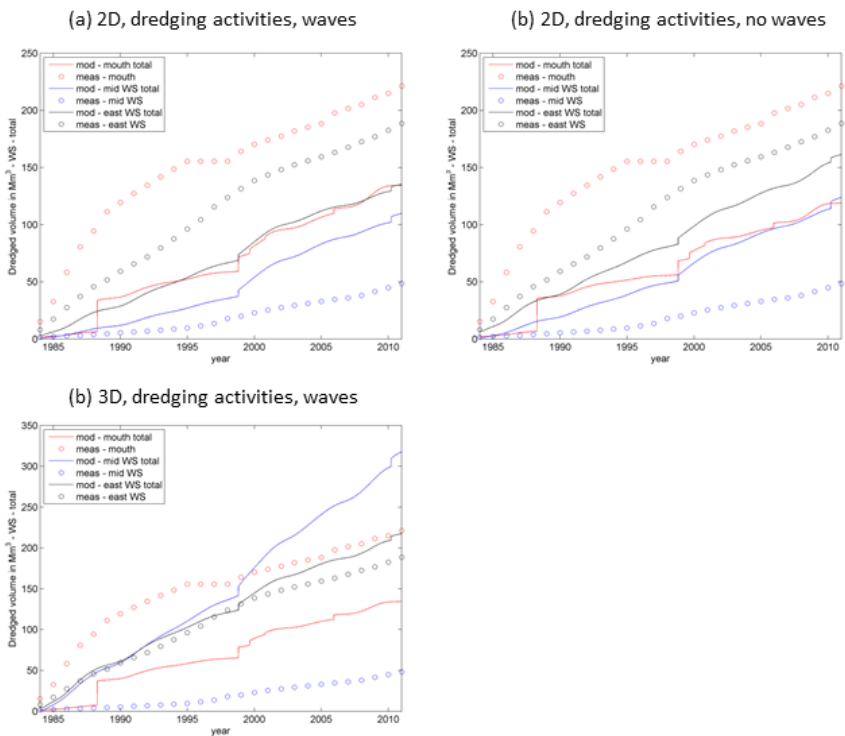 (a) 2D, dredging activities, waves
250
200
150
100
50
0
1985
1990
1995
2000
2005
2010
year
Dredged volume in Mm³ - WS - total
mod - mouth total
meas - mouth
mod - mid WS total
meas - mid WS
mod - east WS total
meas - east WS
(b) 2D, dredging activities, no waves
250
200
150
100
50
0
1985
1990
1995
2000
2005
2010
year
Dredged volume in Mm³ - WS - total
mod - mouth total
meas - mouth
mod - mid WS total
meas - mid WS
mod - east WS total
meas - east WS
(b) 3D, dredging activities, waves
350
300
250
200
150
100
50
0
1985
1990
1995
2000
2005
2010
year
Dredged volume in Mm³ - WS - total
mod - mouth total
meas - mouth
mod - mid WS total
meas - mid WS
mod - east WS total
meas - east WS